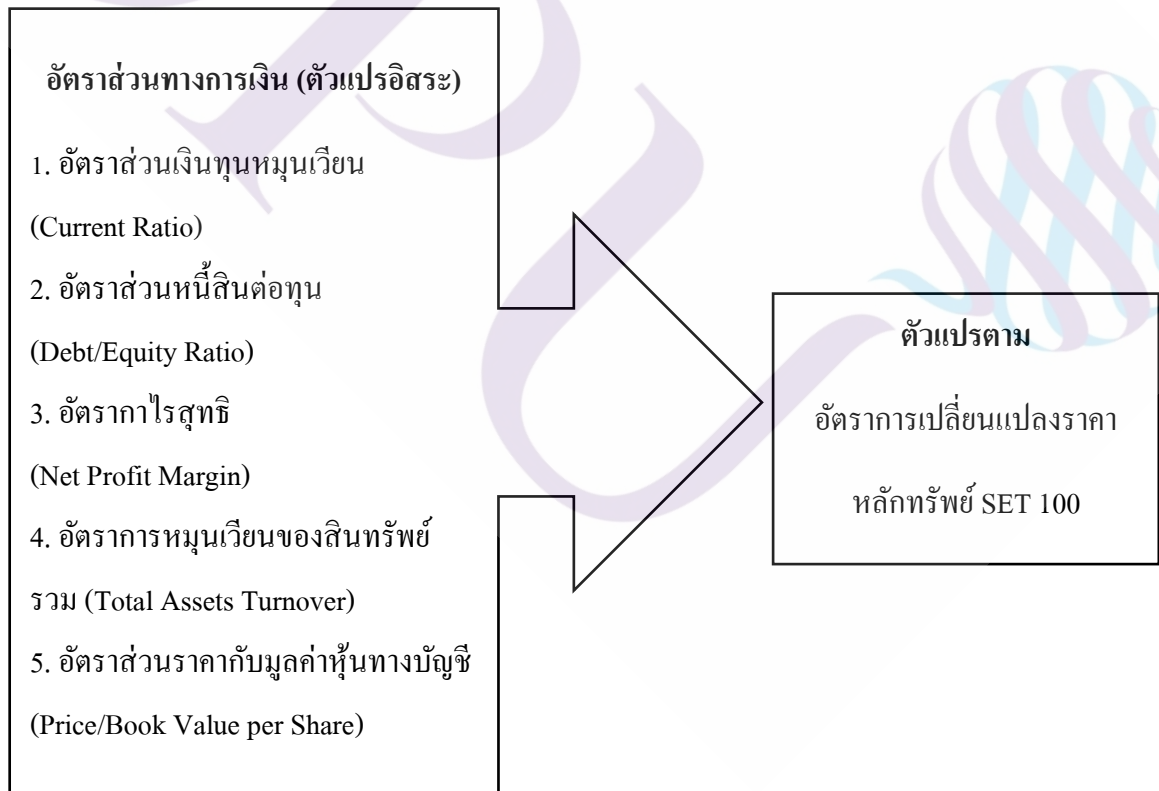 อัตราส่วนทางการเงิน (ตัวแปรอิสระ)
1. อัตราส่วนเงินทุนหมุนเวียน
(Current Ratio)
2. อัตราส่วนหนี้สินต่อทุน
(Debt/Equity Ratio)
3. อัตรากาไรสุทธิ
(Net Profit Margin)
4. อัตราการหมุนเวียนของสินทรัพย์
รวม (Total Assets Turnover)
5. อัตราส่วนราคากับมูลค่าหุ้นทางบัญชี
(Price/Book Value per Share)
ตัวแปรตาม
อัตราการเปลี่ยนแปลงราคา
หลักทรัพย์ SET 100